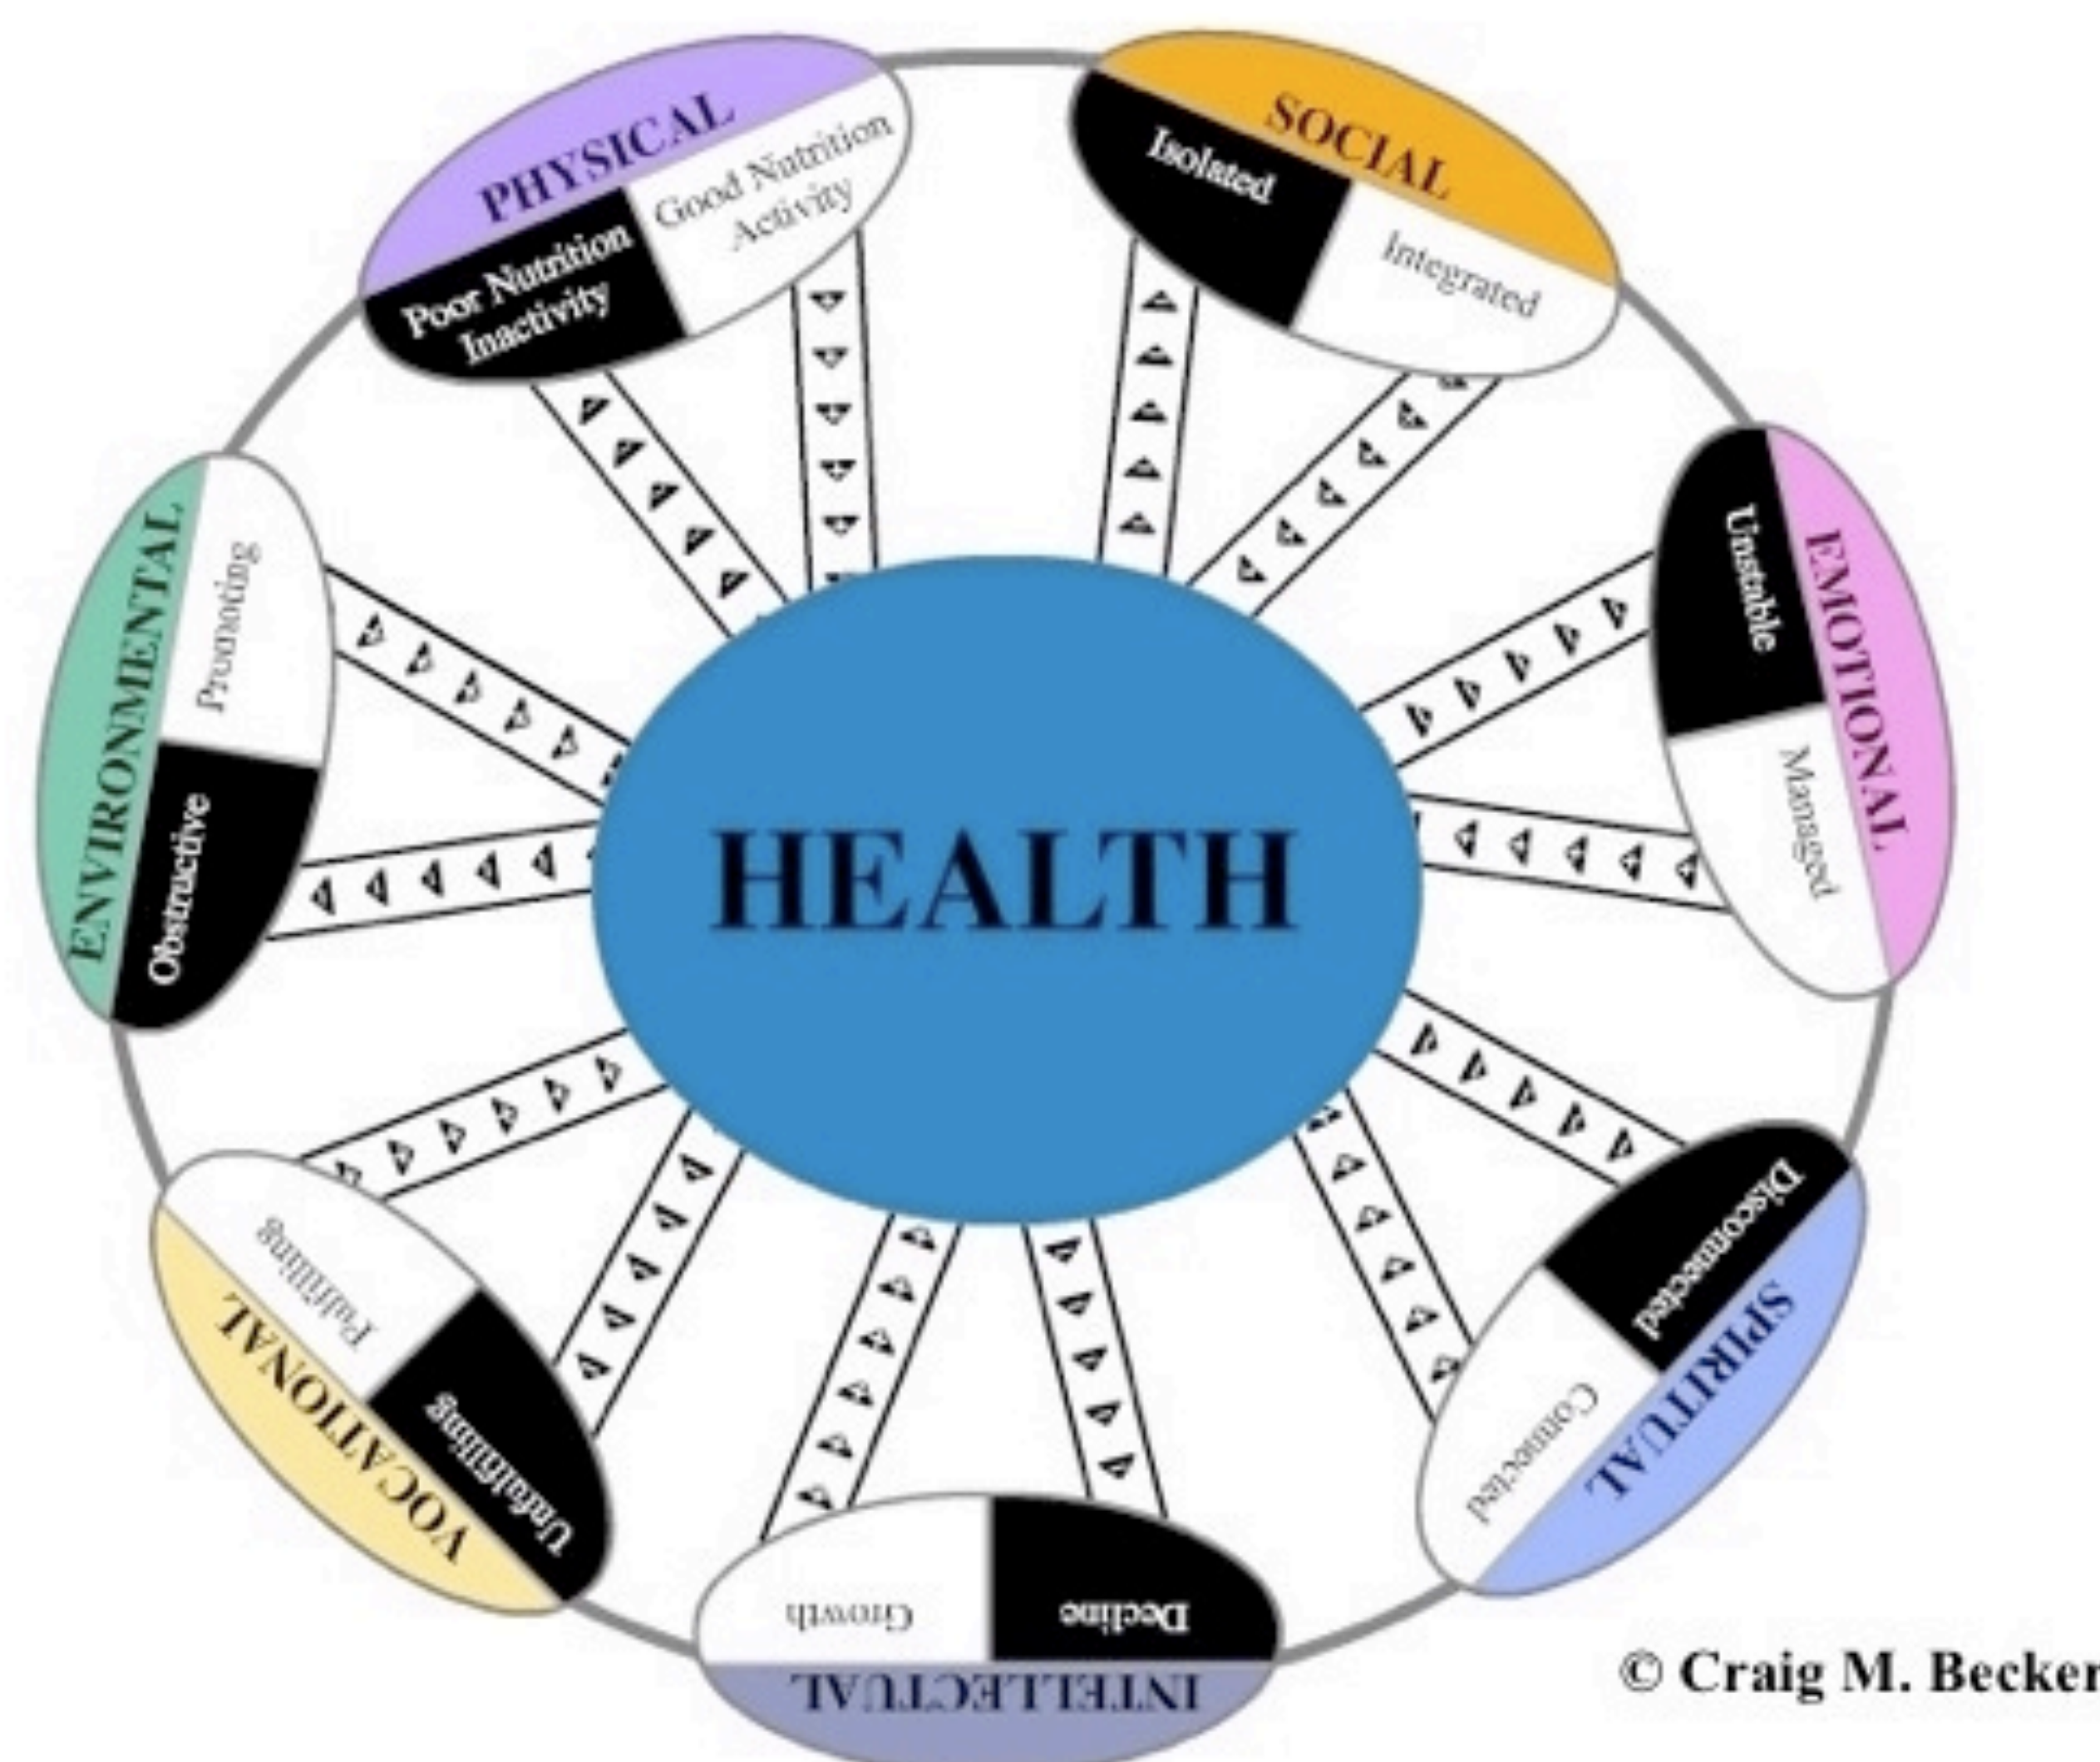 PHYSICAL
Good Nutrition
Activity
Poor Nutrition
Inactivity
SOCIAL
Isolated
Integrated
EMOTIONAL
Unstable
Managed
SPIRITUAL
Disconnected
Connected
INTELLECTUAL
Decline
Growth
VOCATIONAL
Unfulfilling
Fulfilling
ENVIRONMENTAL
Obstructive
Promoting
HEALTH
© Craig M. Becker